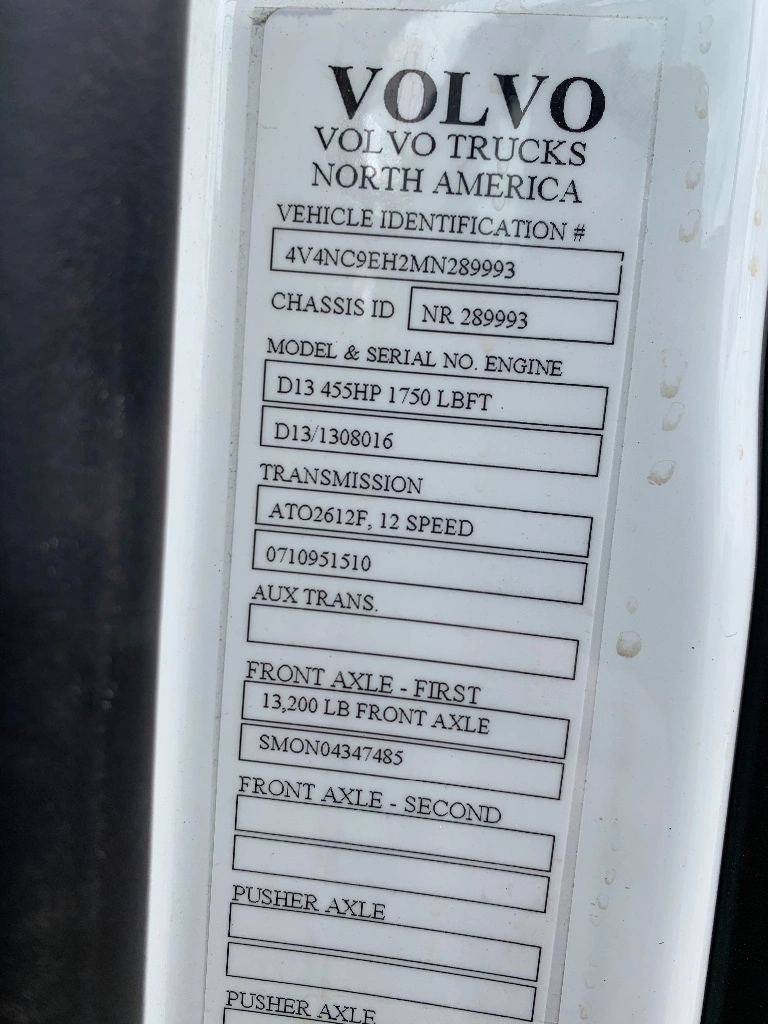 VOLVO
VOLVO TRUCKS
NORTH AMERICA
VEHICLE IDENTIFICATION #
4V4NC9EH2MN289993
CHASSIS ID NR 289993
MODEL & SERIAL NO. ENGINE
D13 455HP 1750 LBFT
D13/1308016
TRANSMISSION
ATO2612F, 12 SPEED
0710951510
AUX TRANS.
FRONT AXLE - FIRST
13,200 LB FRONT AXLE
SMON04347485
FRONT AXLE - SECOND
PUSHER AXLE
PUSHER AXLE